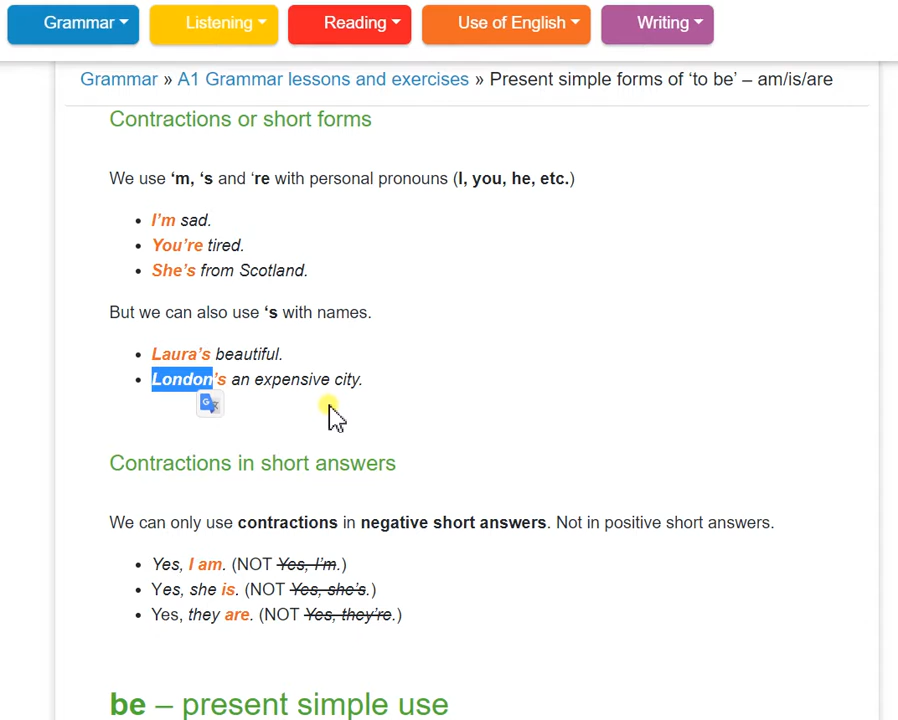 Grammar Listening Reading Use of English Writing
Grammar » A1 Grammar lessons and exercises » Present simple forms of ‘to be’ – am/is/are
Contractions or short forms
We use ‘m, ‘s and ‘re with personal pronouns (I, you, he, etc.)
I’m sad.
You’re tired.
She’s from Scotland.
But we can also use ‘s with names.
Laura’s beautiful.
London’s an expensive city.
Contractions in short answers
We can only use contractions in negative short answers. Not in positive short answers.
Yes, I am. (NOT Yes, I’m.)
Yes, she is. (NOT Yes, she’s.)
Yes, they are. (NOT Yes, they’re.)
be – present simple use